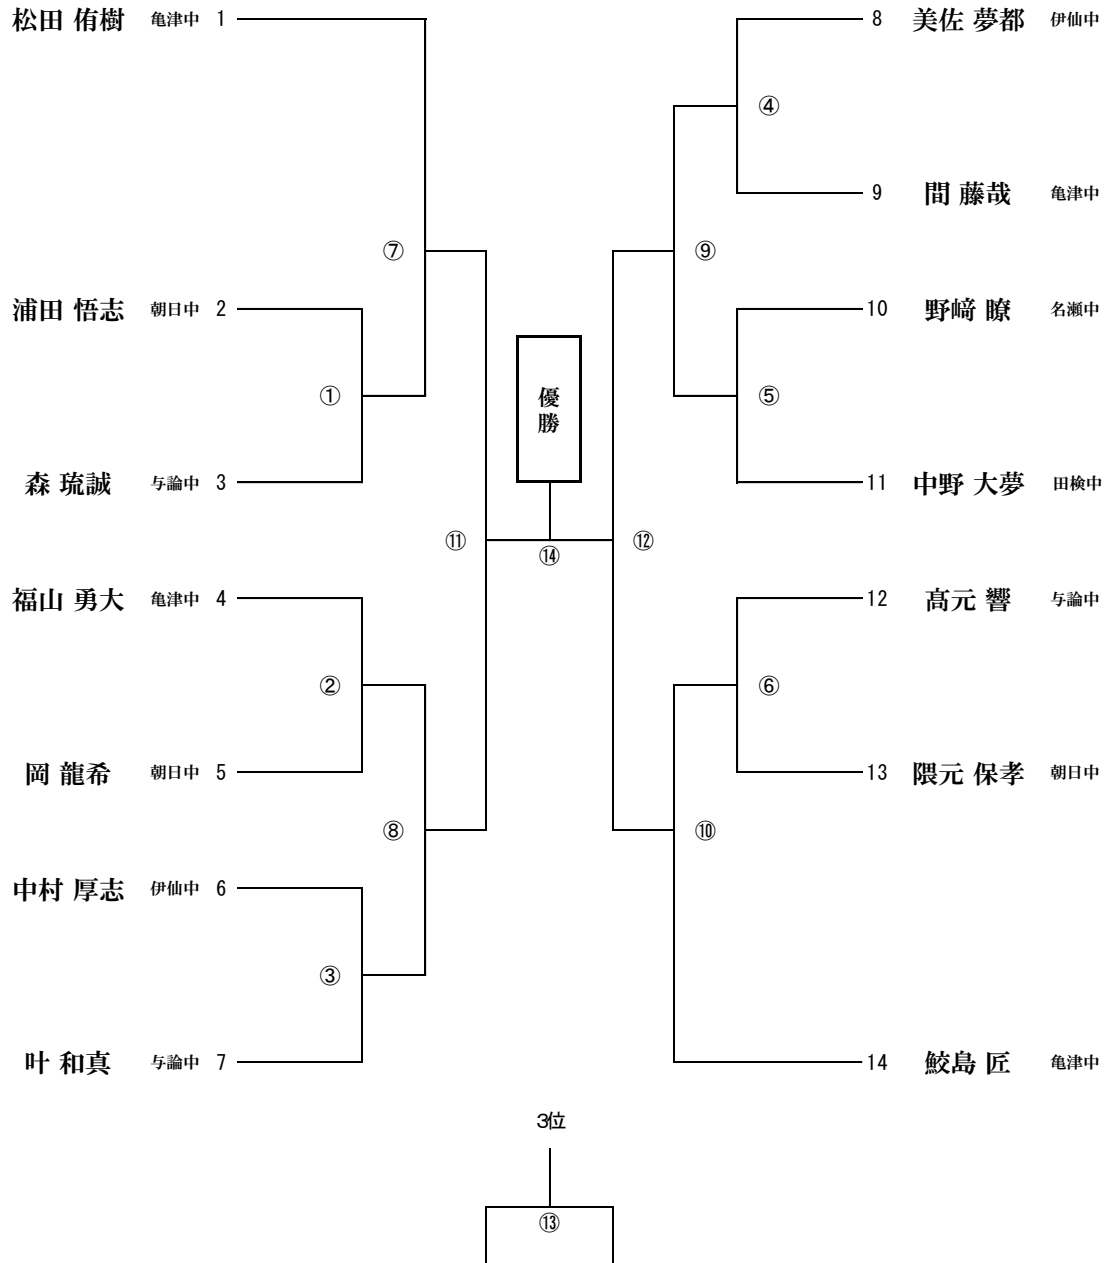 松田 侑樹 亀津中 1
⑦
浦田 悟志 朝日中 2
①
森 琉誠 与論中 3
⑪
福山 勇大 亀津中 4
②
岡 龍希 朝日中 5
⑧
中村 厚志 伊仙中 6
③
叶 和真 与論中 7
優勝
⑭
8 美佐 夢都 伊仙中
④
9 間 藤哉 亀津中
⑨
10 野﨑 瞭 名瀬中
⑤
11 中野 大夢 田検中
⑫
12 髙元 響 与論中
⑥
13 隈元 保孝 朝日中
⑩
14 鮫島 匠 亀津中
3位
⑬